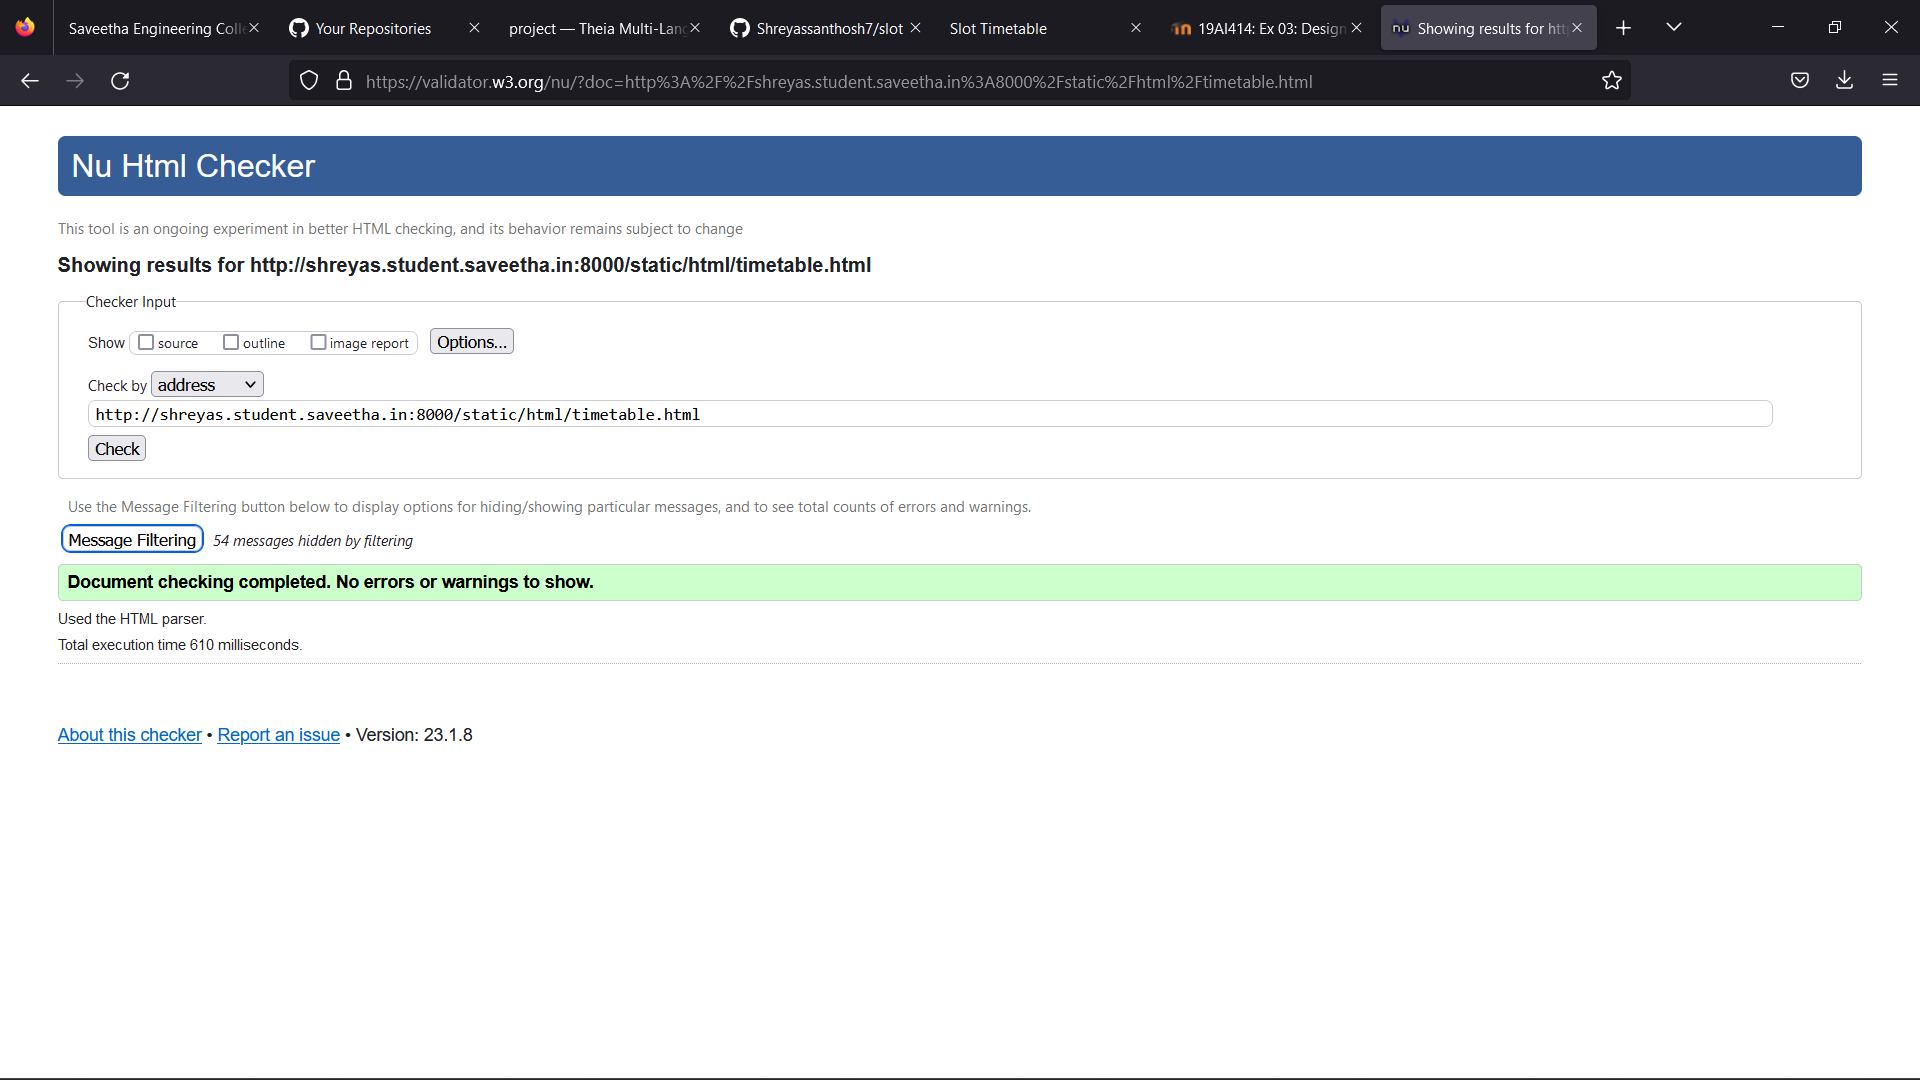 Saveetha Engineering Coll
Your Repositories
project — Theia Multi-Lang
Shreyassanthosh7/slot
Slot Timetable
19AI414: Ex 03: Design
nu Showing results for htt
https://validator.w3.org/nu/?doc=http%3A%2F%2Fshreyas.student.saveetha.in%3A8000%2Fstatic%2Fhtml%2Ftimetable.html
Nu Html Checker
This tool is an ongoing experiment in better HTML checking, and its behavior remains subject to change
Showing results for http://shreyas.student.saveetha.in:8000/static/html/timetable.html
Checker Input
Show source outline image report Options...
Check by address
http://shreyas.student.saveetha.in:8000/static/html/timetable.html
Check
Use the Message Filtering button below to display options for hiding/showing particular messages, and to see total counts of errors and warnings.
Message Filtering 54 messages hidden by filtering
Document checking completed. No errors or warnings to show.
Used the HTML parser.
Total execution time 610 milliseconds.
About this checker • Report an issue • Version: 23.1.8